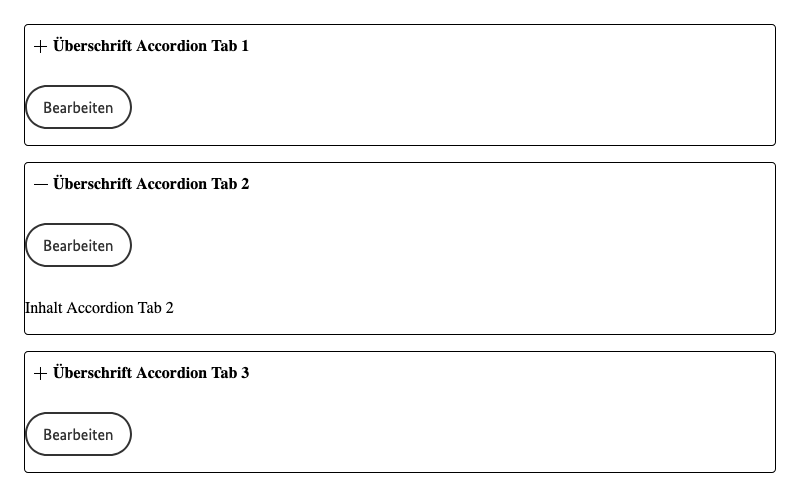 Überschrift Accordion Tab 1
Bearbeiten
Überschrift Accordion Tab 2
Bearbeiten
Inhalt Accordion Tab 2
Überschrift Accordion Tab 3
Bearbeiten